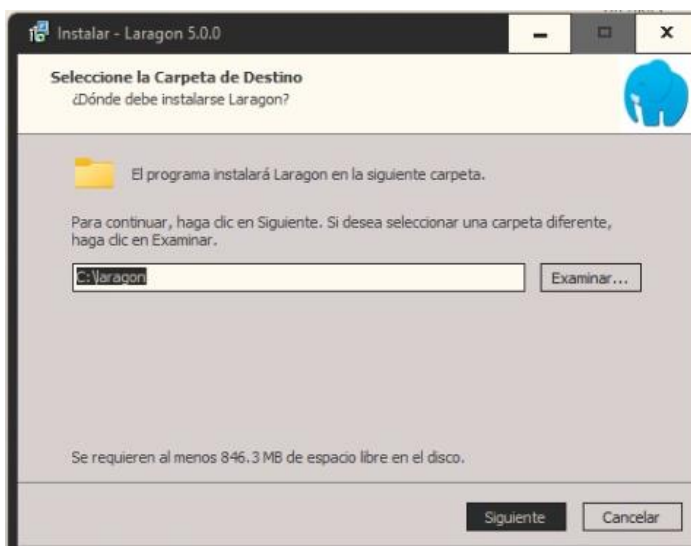 Instalar - Laragon 5.0.0
Seleccione la Carpeta de Destino
¿Dónde debe instalarse Laragon?
El programa instalará Laragon en la siguiente carpeta.
Para continuar, haga clic en Siguiente. Si desea seleccionar una carpeta diferente,
haga clic en Examinar.
C:\laragon
Examinar...
Se requieren al menos 846.3 MB de espacio libre en el disco.
Siguiente
Cancelar